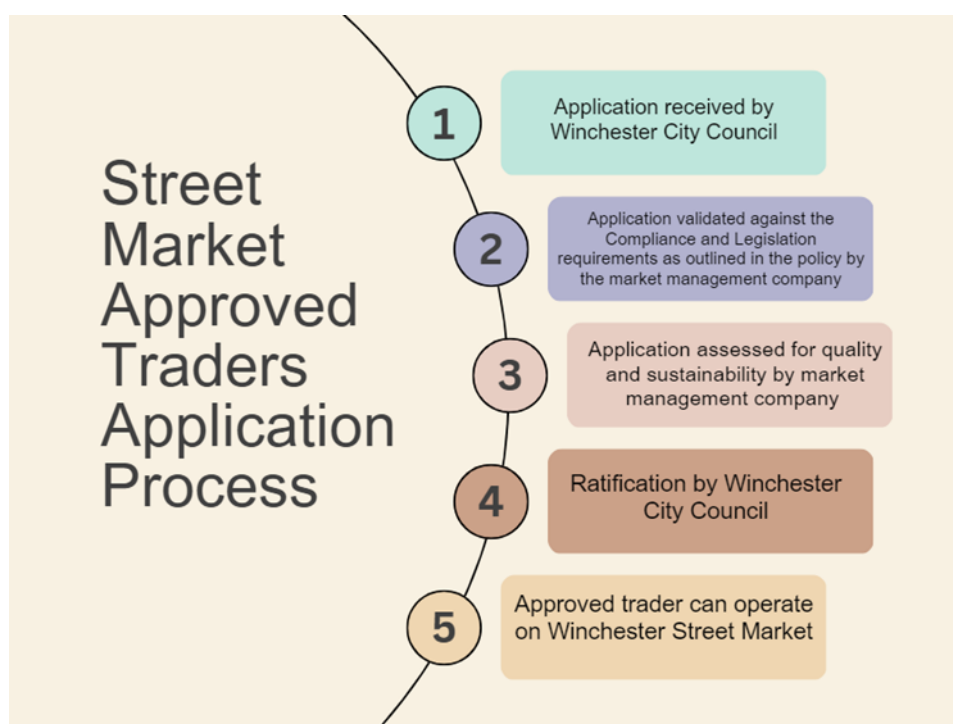 Street
Market
Approved
Traders
Application
Process
1
Application received by
Winchester City Council
2
Application validated against the
Compliance and Legislation
requirements as outlined in the policy by
the market management company
3
Application assessed for quality
and sustainability by market
management company
4
Ratification by Winchester
City Council
5
Approved trader can operate
on Winchester Street Market